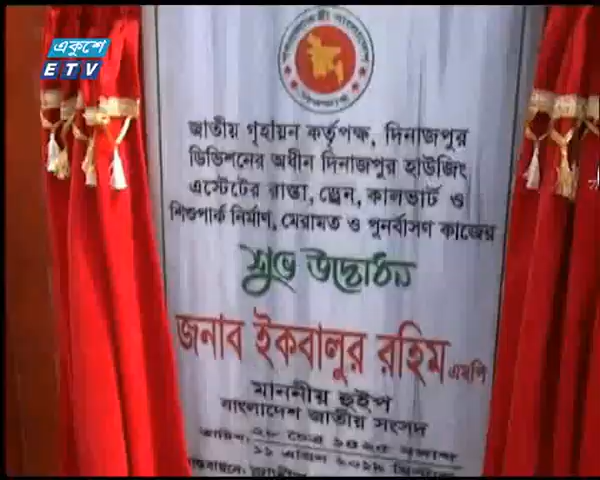 একুশে
ETV
গণপ্রজাতন্ত্রী বাংলাদেশ
সরকার
জাতীয় গৃহায়ন কর্তৃপক্ষ, দিনাজপুর
ডিভিশনের অধীন দিনাজপুর হাউজিং
এস্টেটের রাস্তা, ড্রেন, কালভার্ট ও
শিশুপার্ক নির্মাণ, মেরামত ও পুনর্বাসণ কাজের
শুভ উদ্বোধন
জনাব ইকবালুর রহিম এমপি
মাননীয় হুইপ
বাংলাদেশ জাতীয় সংসদ
তারিখ: